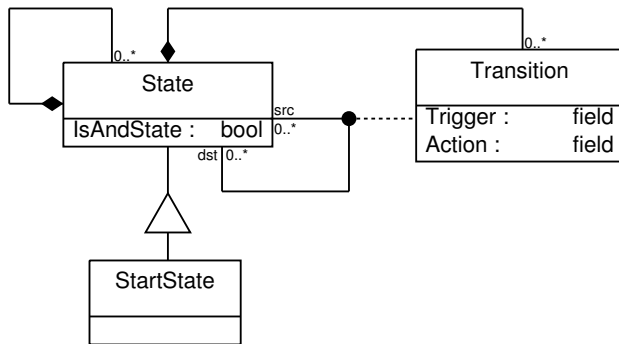 0..*
0..*
State
Transition
IsAndState : bool
src
0..*
Trigger : field
Action : field
dst
0..*
StartState